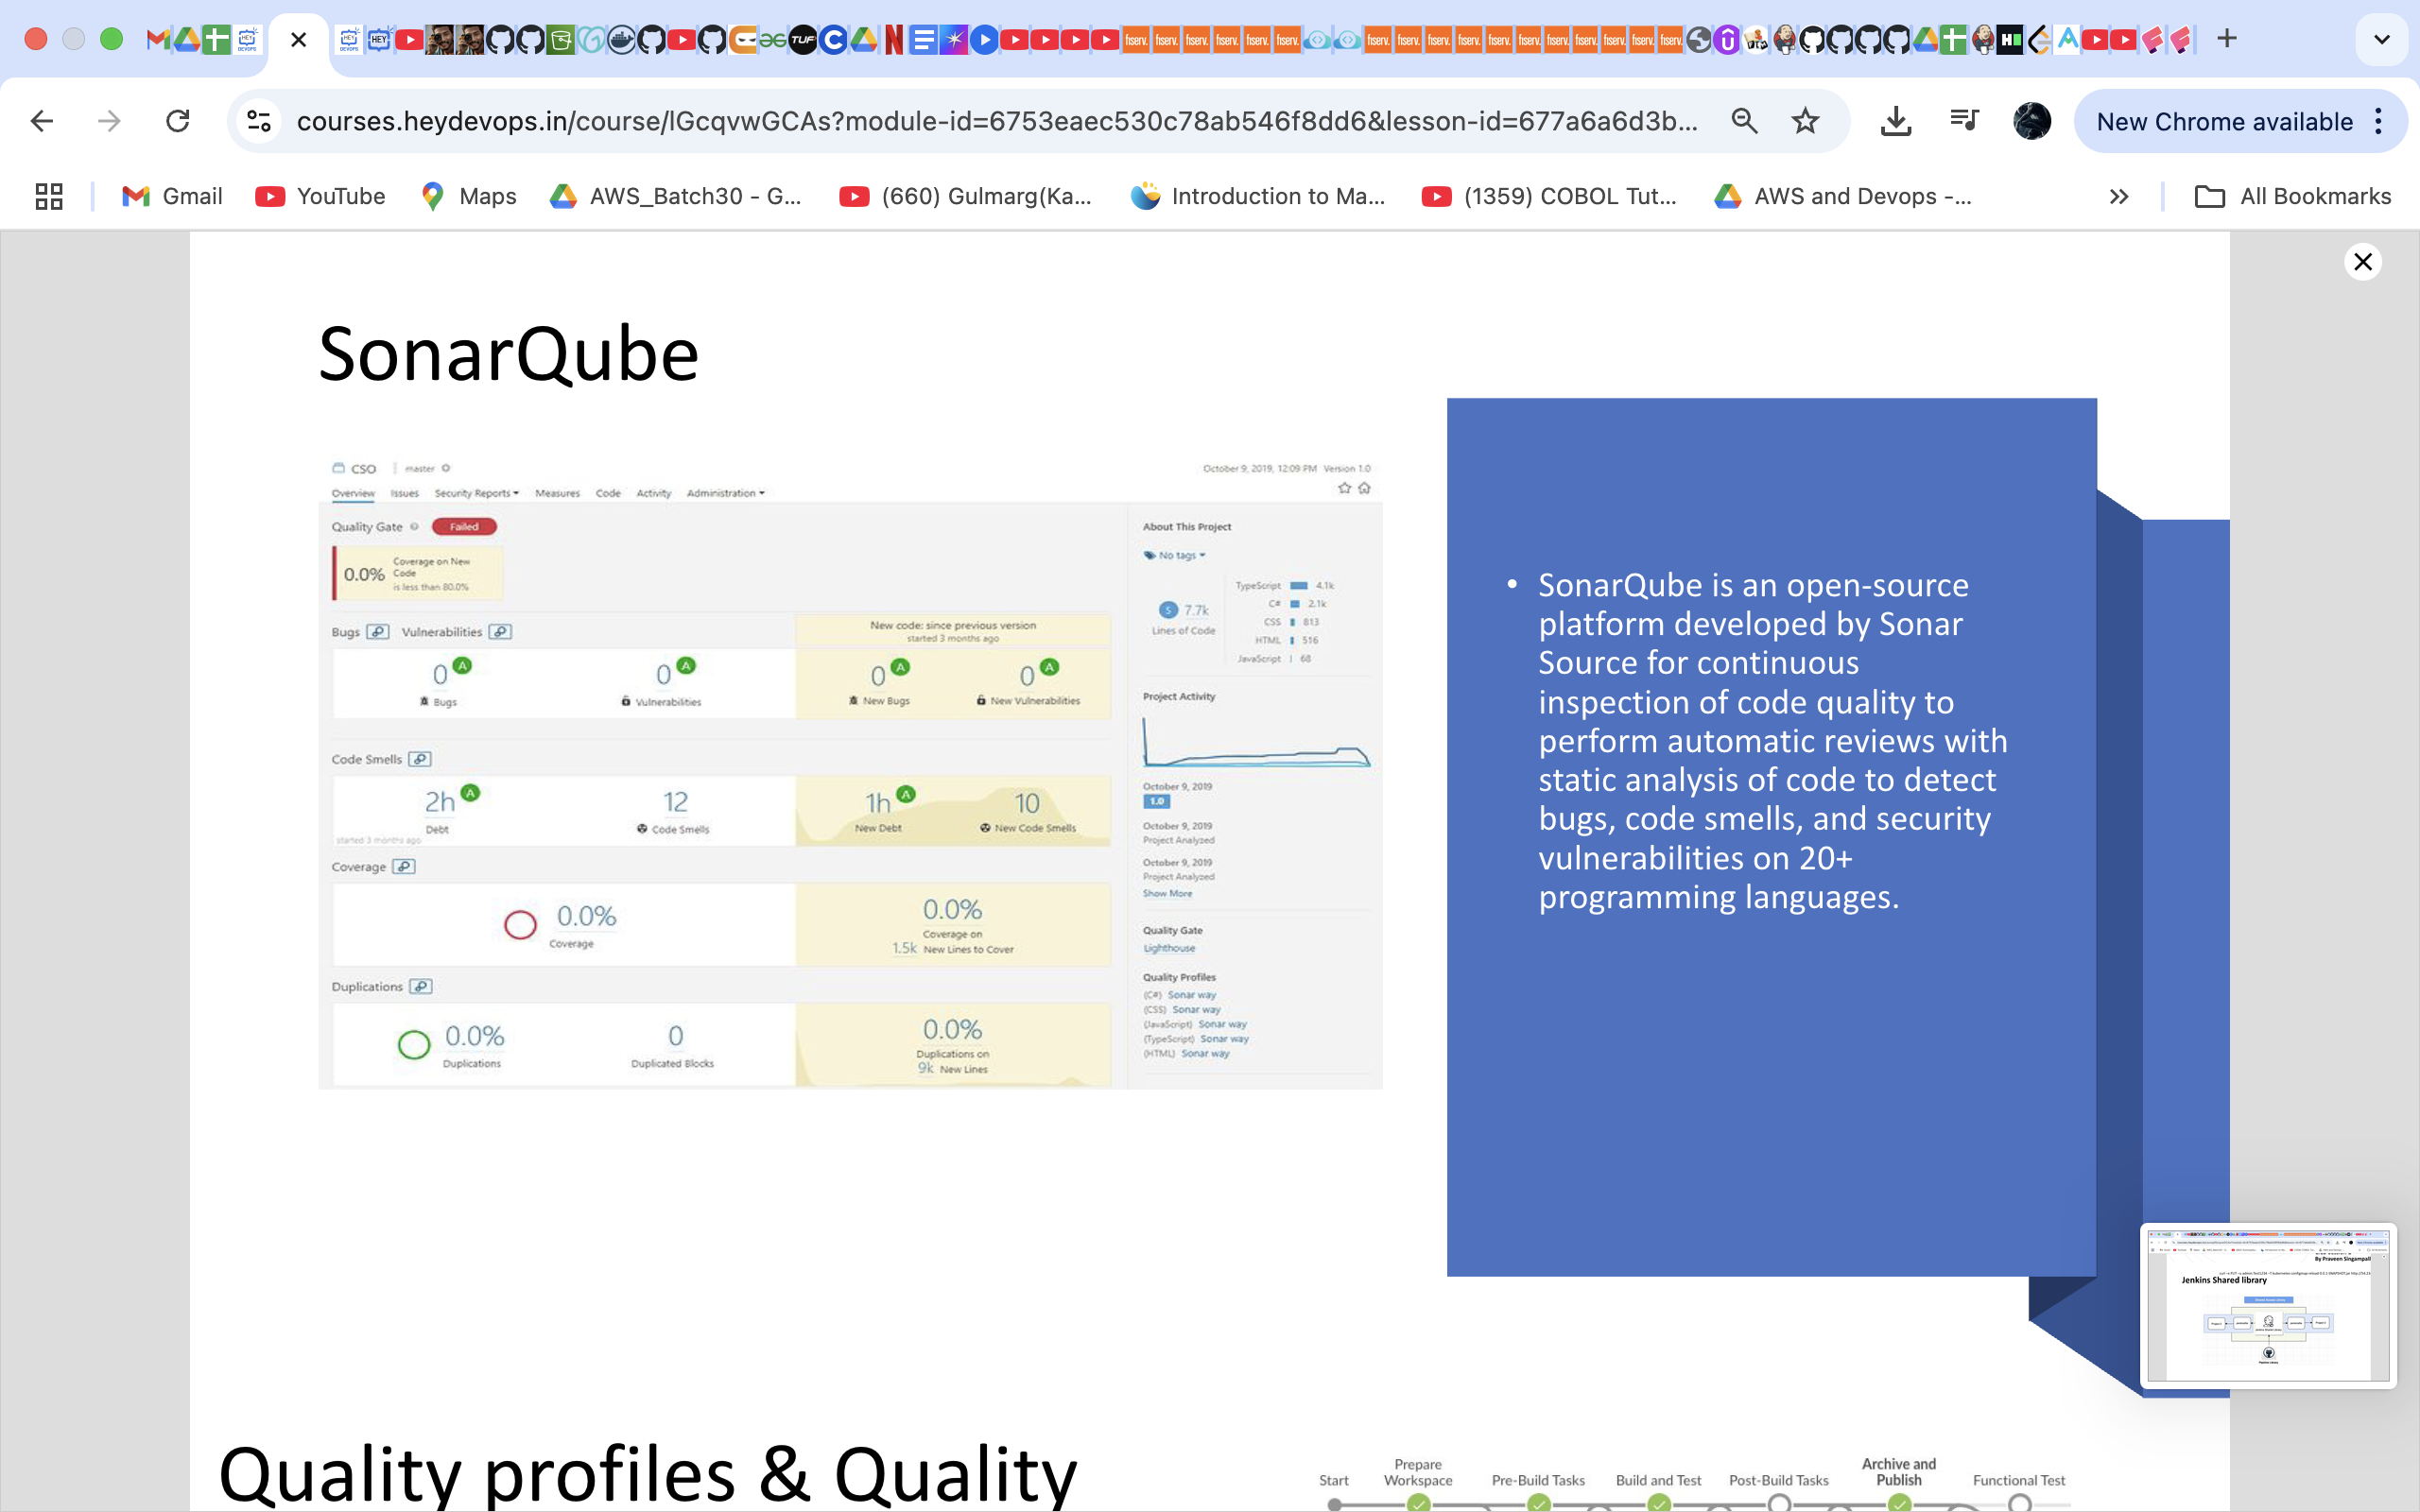 courses.heydevops.in/course/lGcqvwGCAs?module-id=6753eaec530c78ab546f8dd6&lesson-id=677a6a6d3b...
New Chrome available
Gmail
YouTube
Maps
AWS_Batch30 - G...
(660) Gulmarg(Ka...
Introduction to Ma...
(1359) COBOL Tut...
AWS and Devops -...
All Bookmarks
SonarQube
CSO master
October 9, 2019, 12:09 PM Version 1.0
Overview Issues Security Reports Measures Code Activity Administration
Quality Gate Failed
0.0% Coverage on New
Code
is less than 80.0%
Bugs Vulnerabilities
New code: since previous version
started 3 months ago
0 A 0 A 0 A 0 A
Bugs Vulnerabilities New Bugs New Vulnerabilities
Code Smells
2h A 12 1h A 10
Debt Code Smells New Debt New Code Smells
started 3 months ago
Coverage
0.0%
Coverage
0.0%
Coverage on
1.5k New Lines to Cover
Duplications
0.0% 0
Duplications Duplicated Blocks
0.0%
Duplications on
9k New Lines
About This Project
No tags
S 7.7k
Lines of Code
TypeScript 4.1k
C# 2.1k
CSS 813
HTML 516
JavaScript 68
Project Activity
October 9, 2019
1.0
October 9, 2019
Project Analyzed
October 9, 2019
Project Analyzed
Show More
Quality Gate
Lighthouse
Quality Profiles
(C#) Sonar way
(CSS) Sonar way
(JavaScript) Sonar way
(TypeScript) Sonar way
(HTML) Sonar way
• SonarQube is an open-source
platform developed by Sonar
Source for continuous
inspection of code quality to
perform automatic reviews with
static analysis of code to detect
bugs, code smells, and security
vulnerabilities on 20+
programming languages.
By Praveen Singampalli
Jenkins Shared library
Quality profiles & Quality
Start
Prepare
Workspace
Pre-Build Tasks
Build and Test
Post-Build Tasks
Archive and
Publish
Functional Test